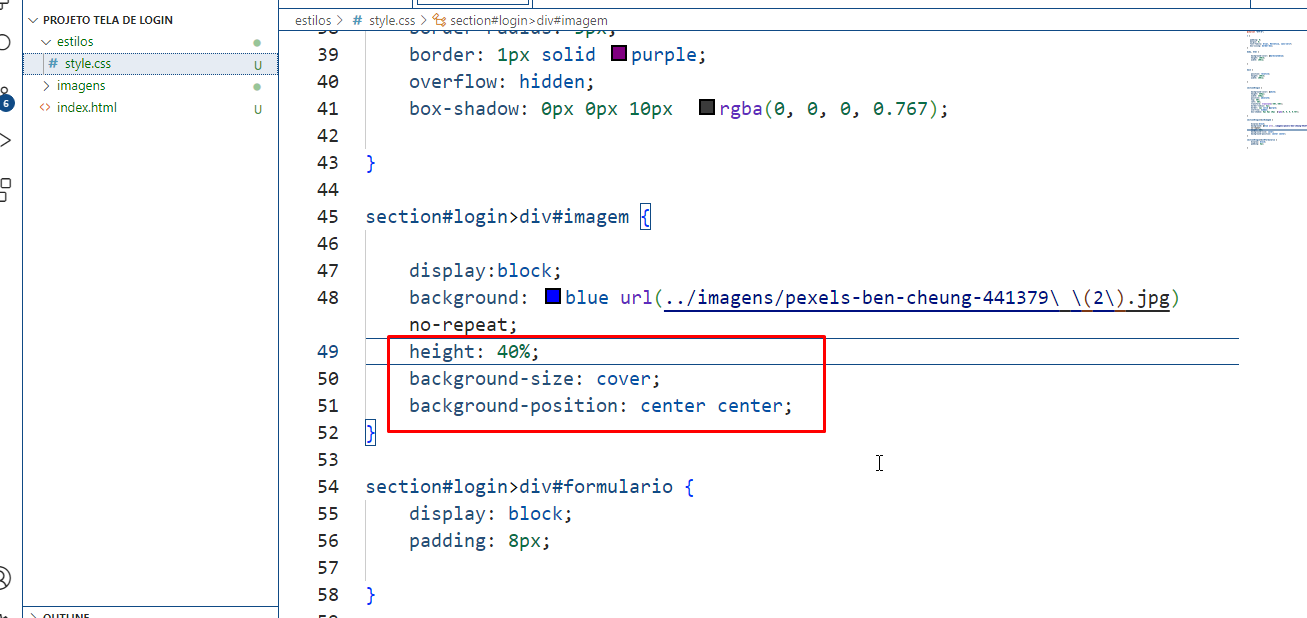 PROJETO TELA DE LOGIN
estilos
# style.css U
imagens
<> index.html U
6
OUTLINE
estilos > # style.css > section#login>div#imagem
39 border: 1px solid purple;
40 overflow: hidden;
41 box-shadow: 0px 0px 10px rgba(0, 0, 0, 0.767);
42
43 }
44
45 section#login>div#imagem {
46
47 display:block;
48 background: blue url(../imagens/pexels-ben-cheung-441379\ \(2\).jpg)
no-repeat;
49 height: 40%;
50 background-size: cover;
51 background-position: center center;
52 }
53
54 section#login>div#formulario {
55 display: block;
56 padding: 8px;
57
58 }